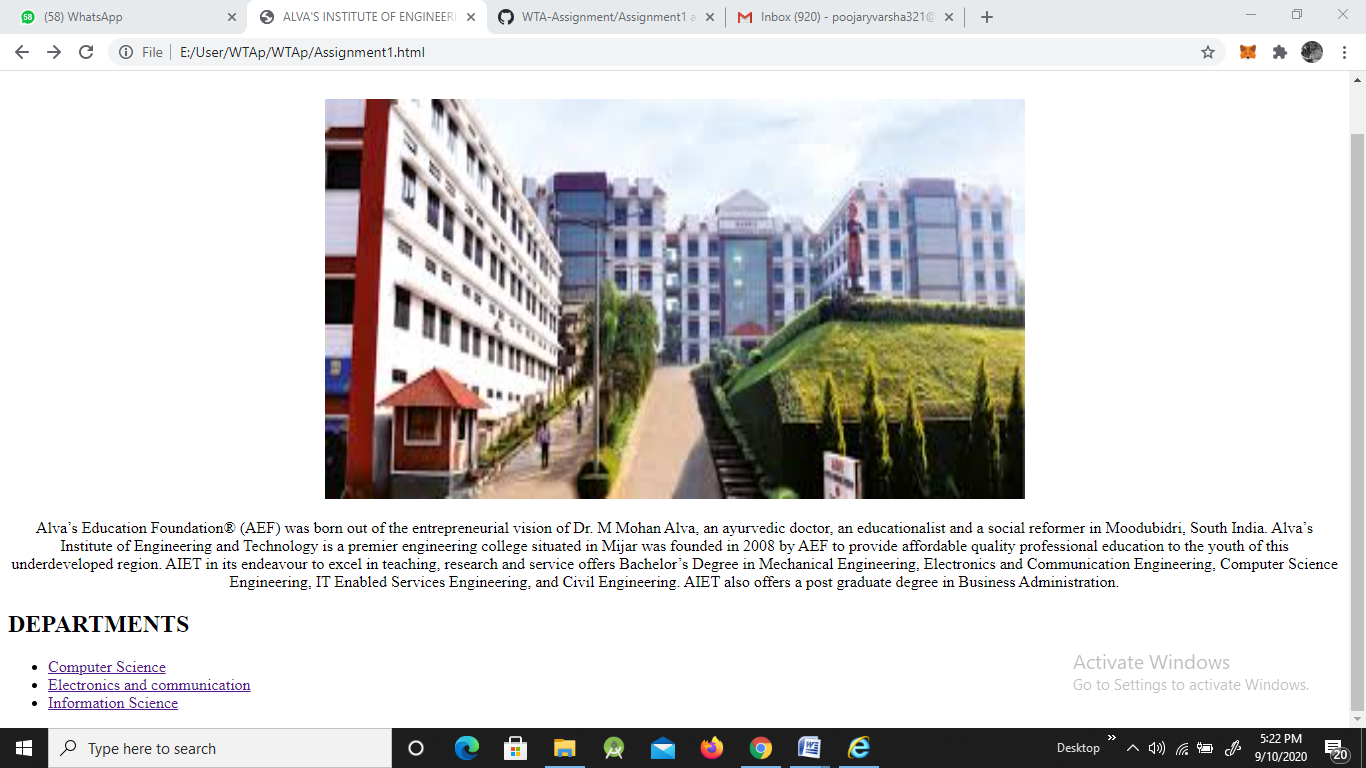 58
(58) WhatsApp
ALVA'S INSTITUTE OF ENGINEERI
WTA-Assignment/Assignment1 a
Inbox (920) - poojaryvarsha321@
File
E:/User/WTAp/WTAp/Assignment1.html
Alva’s Education Foundation® (AEF) was born out of the entrepreneurial vision of Dr. M Mohan Alva, an ayurvedic doctor, an educationalist and a social reformer in Moodubidri, South India. Alva’s
Institute of Engineering and Technology is a premier engineering college situated in Mijar was founded in 2008 by AEF to provide affordable quality professional education to the youth of this
underdeveloped region. AIET in its endeavour to excel in teaching, research and service offers Bachelor’s Degree in Mechanical Engineering, Electronics and Communication Engineering, Computer Science
Engineering, IT Enabled Services Engineering, and Civil Engineering. AIET also offers a post graduate degree in Business Administration.
DEPARTMENTS
• Computer Science
• Electronics and communication
• Information Science
Activate Windows
Go to Settings to activate Windows.
Type here to search
Desktop
5:22 PM
9/10/2020
20